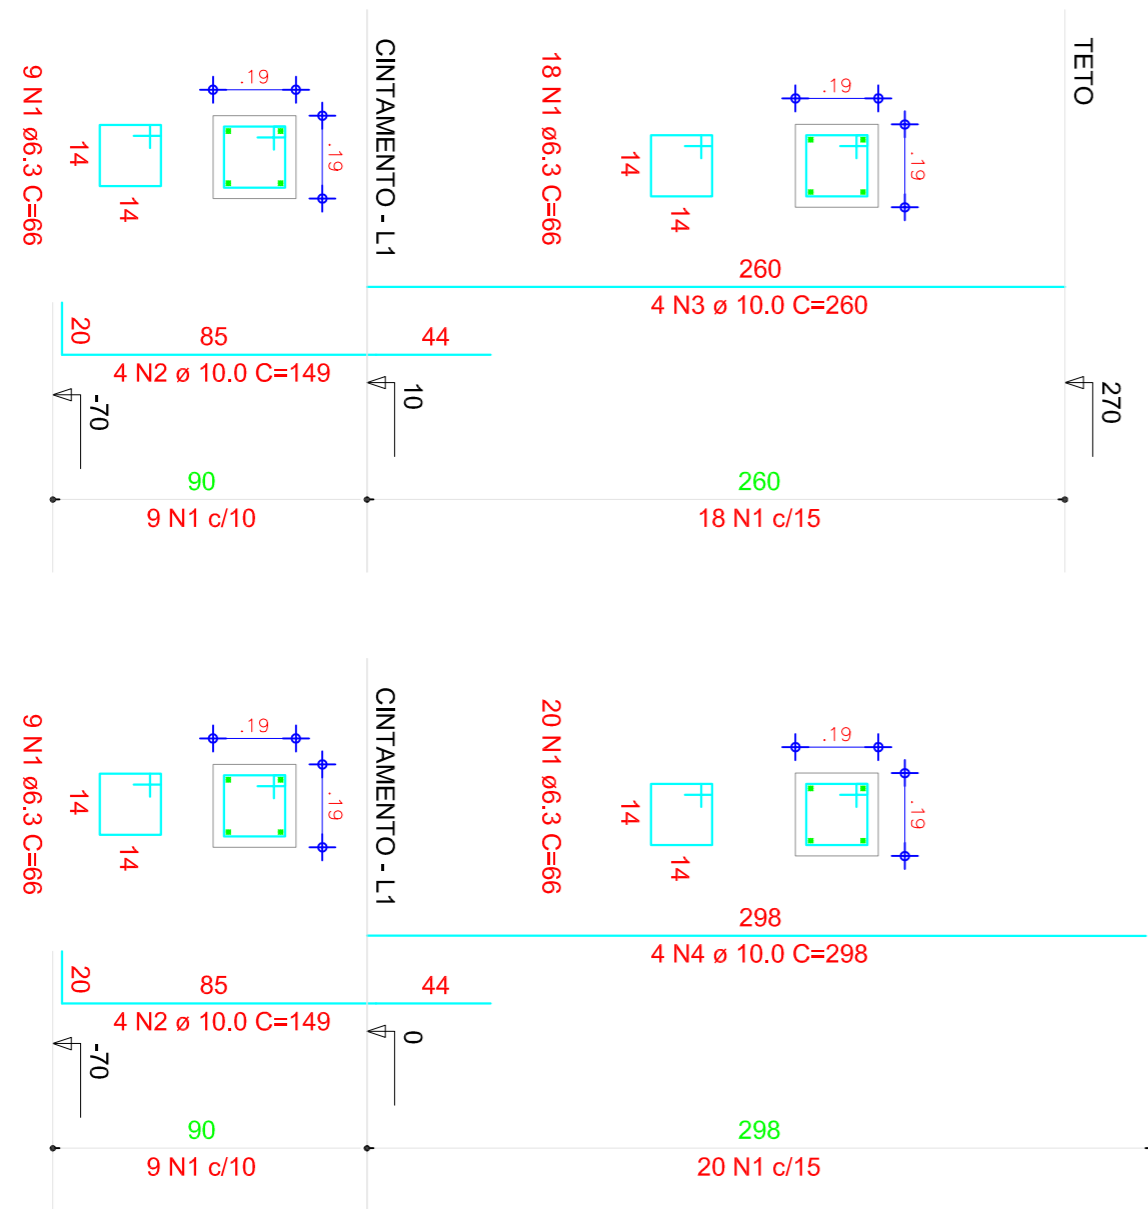 TETO
CINTAMENTO - L1
9 N1 ø6.3 C=66
14
14
.19
.19
18 N1 ø6.3 C=66
14
14
.19
.19
260
4 N3 ø 10.0 C=260
20
85
44
4 N2 ø 10.0 C=149
-70
10
270
90
9 N1 c/10
260
18 N1 c/15
CINTAMENTO - L1
9 N1 ø6.3 C=66
14
14
.19
.19
20 N1 ø6.3 C=66
14
14
.19
.19
298
4 N4 ø 10.0 C=298
20
85
44
4 N2 ø 10.0 C=149
-70
0
90
9 N1 c/10
298
20 N1 c/15